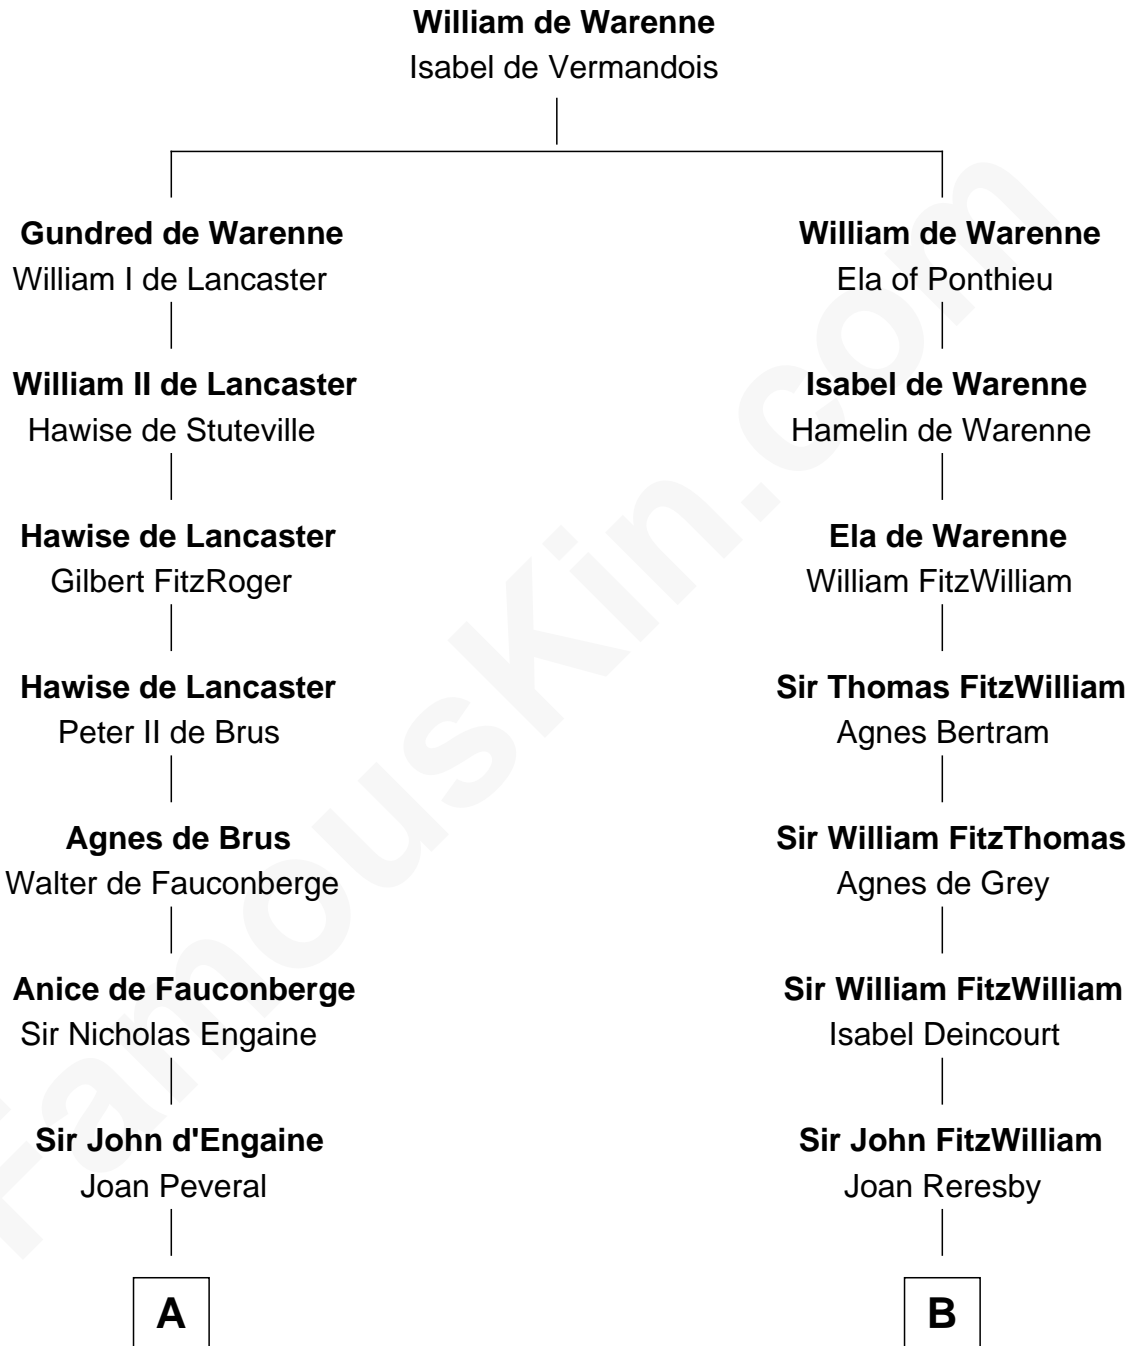 William de Warenne
Isabel de Vermandois
Gundred de Warenne
William I de Lancaster
William II de Lancaster
Hawise de Stuteville
Hawise de Lancaster
Gilbert FitzRoger
Hawise de Lancaster
Peter II de Brus
Agnes de Brus
Walter de Fauconberge
Anice de Fauconberge
Sir Nicholas Engaine
Sir John d'Engaine
Joan Peveral
A
William de Warenne
Ela of Ponthieu
Isabel de Warenne
Hamelin de Warenne
Ela de Warenne
William FitzWilliam
Sir Thomas FitzWilliam
Agnes Bertram
Sir William FitzThomas
Agnes de Grey
Sir William FitzWilliam
Isabel Deincourt
Sir John FitzWilliam
Joan Reresby
B
FamousKin.com